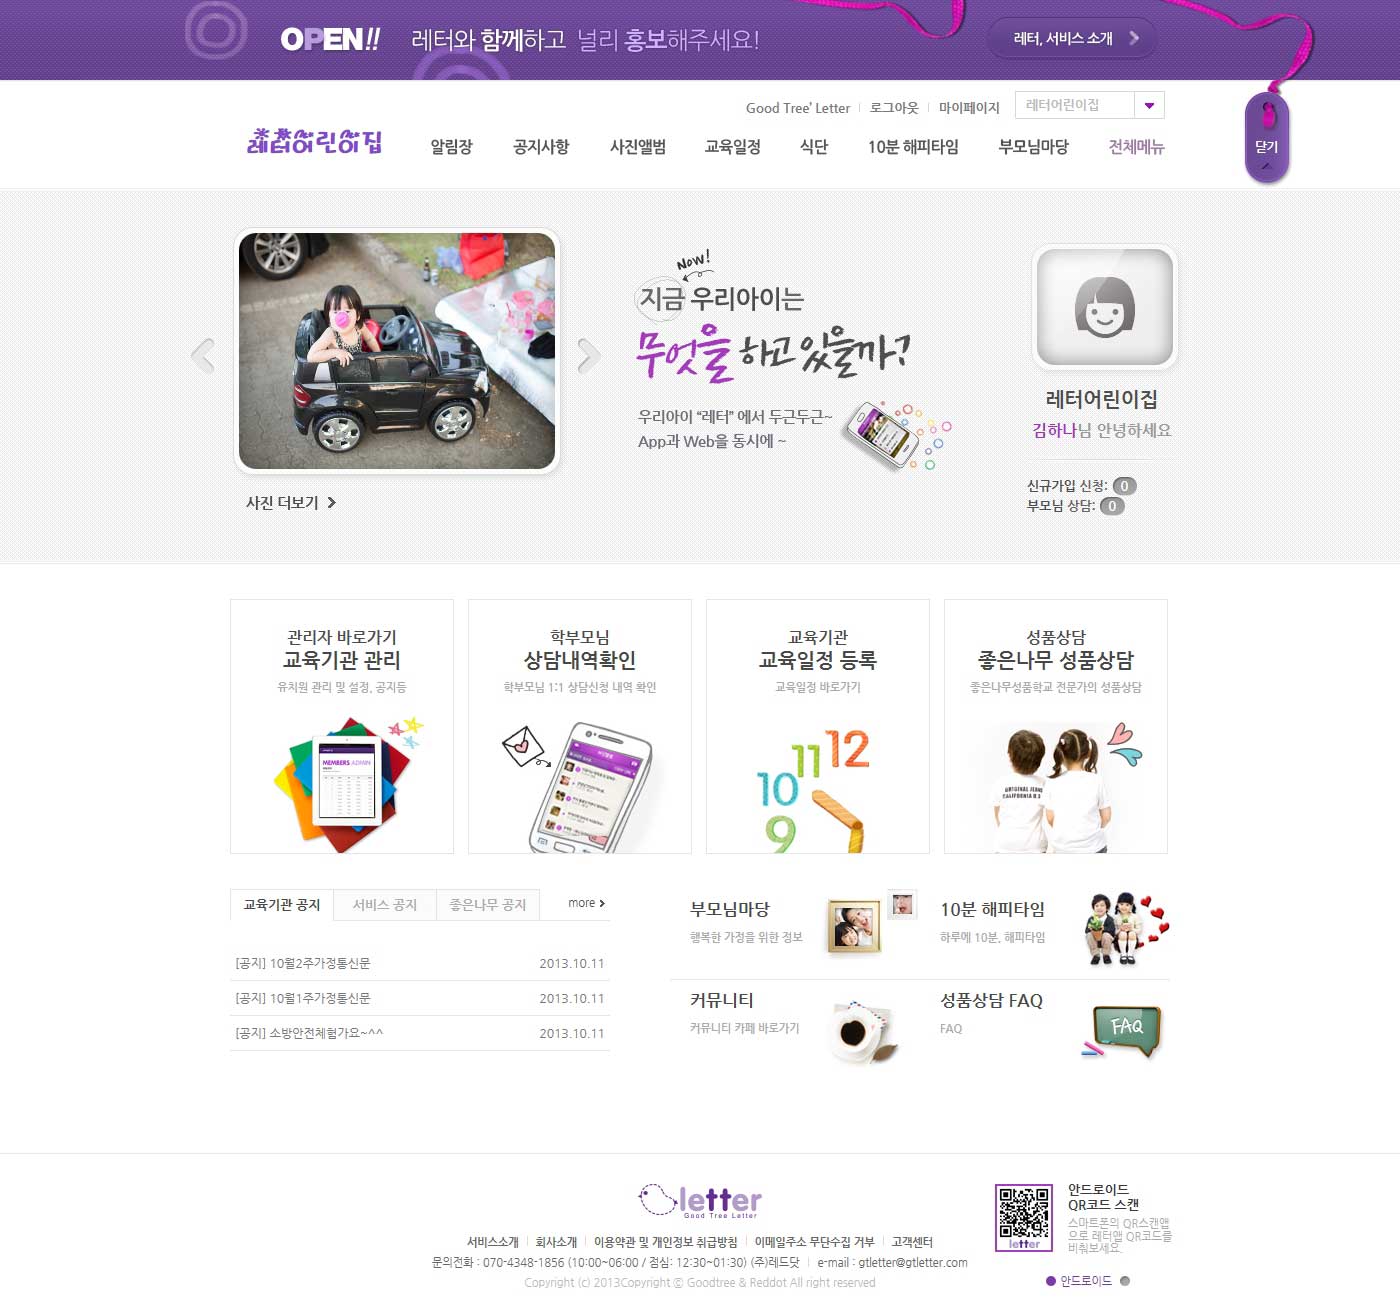 OPEN!! 레터와 함께하고 널리 홍보해주세요!
레터, 서비스 소개
닫기
Good Tree' Letter
로그아웃
마이페이지
레터어린이집
레터어린이집
알림장
공지사항
사진앨범
교육일정
식단
10분 해피타임
부모님마당
전체메뉴
Now!
지금 우리아이는
무엇을 하고 있을까?
우리아이 “레터” 에서 두근두근~
App과 Web을 동시에 ~
사진 더보기
레터어린이집
김하나님 안녕하세요
신규가입 신청: 0
부모님 상담: 0
관리자 바로가기
교육기관 관리
유치원 관리 및 설정, 공지등
MEMBERS ADMIN
학부모님
상담내역확인
학부모님 1:1 상담신청 내역 확인
교육기관
교육일정 등록
교육일정 바로가기
12
11
10
9
성품상담
좋은나무 성품상담
좋은나무성품학교 전문가의 성품상담
ORIGINAL JEANS
CALIFORNIA 83
교육기관 공지
서비스 공지
좋은나무 공지
more
[공지] 10월2주가정통신문 2013.10.11
[공지] 10월1주가정통신문 2013.10.11
[공지] 소방안전체험가요~^^ 2013.10.11
부모님마당
행복한 가정을 위한 정보
10분 해피타임
하루에 10분, 해피타임
커뮤니티
커뮤니티 카페 바로가기
성품상담 FAQ
FAQ
FAQ
letter
Good Tree Letter
서비스소개
회사소개
이용약관 및 개인정보 취급방침
이메일주소 무단수집 거부
고객센터
문의전화 : 070-4348-1856 (10:00~06:00 / 점심: 12:30~01:30) (주)레드닷
e-mail : gtletter@gtletter.com
Copyright (c) 2013Copyright ⓒ Goodtree & Reddot All right reserved
letter
안드로이드
QR코드 스캔
스마트폰의 QR스캔앱
으로 레터앱 QR코드를
비춰보세요.
안드로이드